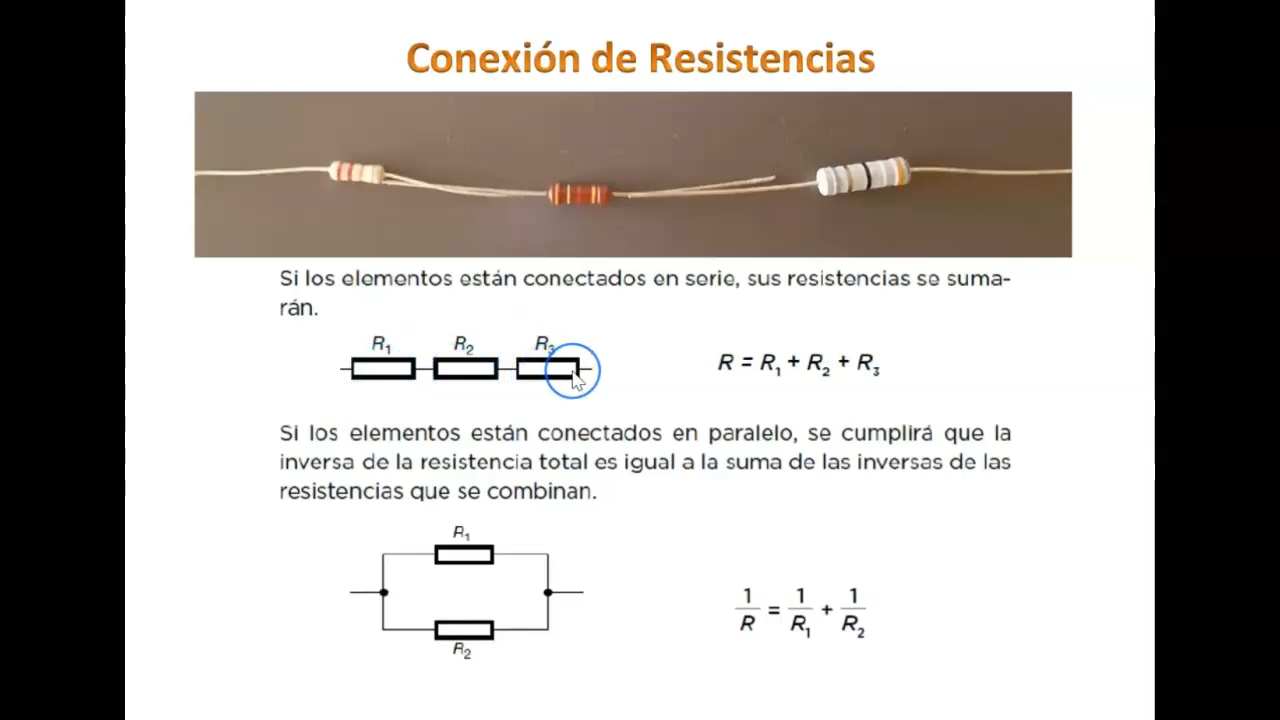 Conexión de Resistencias
Si los elementos están conectados en serie, sus resistencias se suma-
rán.
R₁ R₂ R₃
R = R₁ + R₂ + R₃
Si los elementos están conectados en paralelo, se cumplirá que la
inversa de la resistencia total es igual a la suma de las inversas de las
resistencias que se combinan.
R₁
1/R = 1/R₁ + 1/R₂
R₂